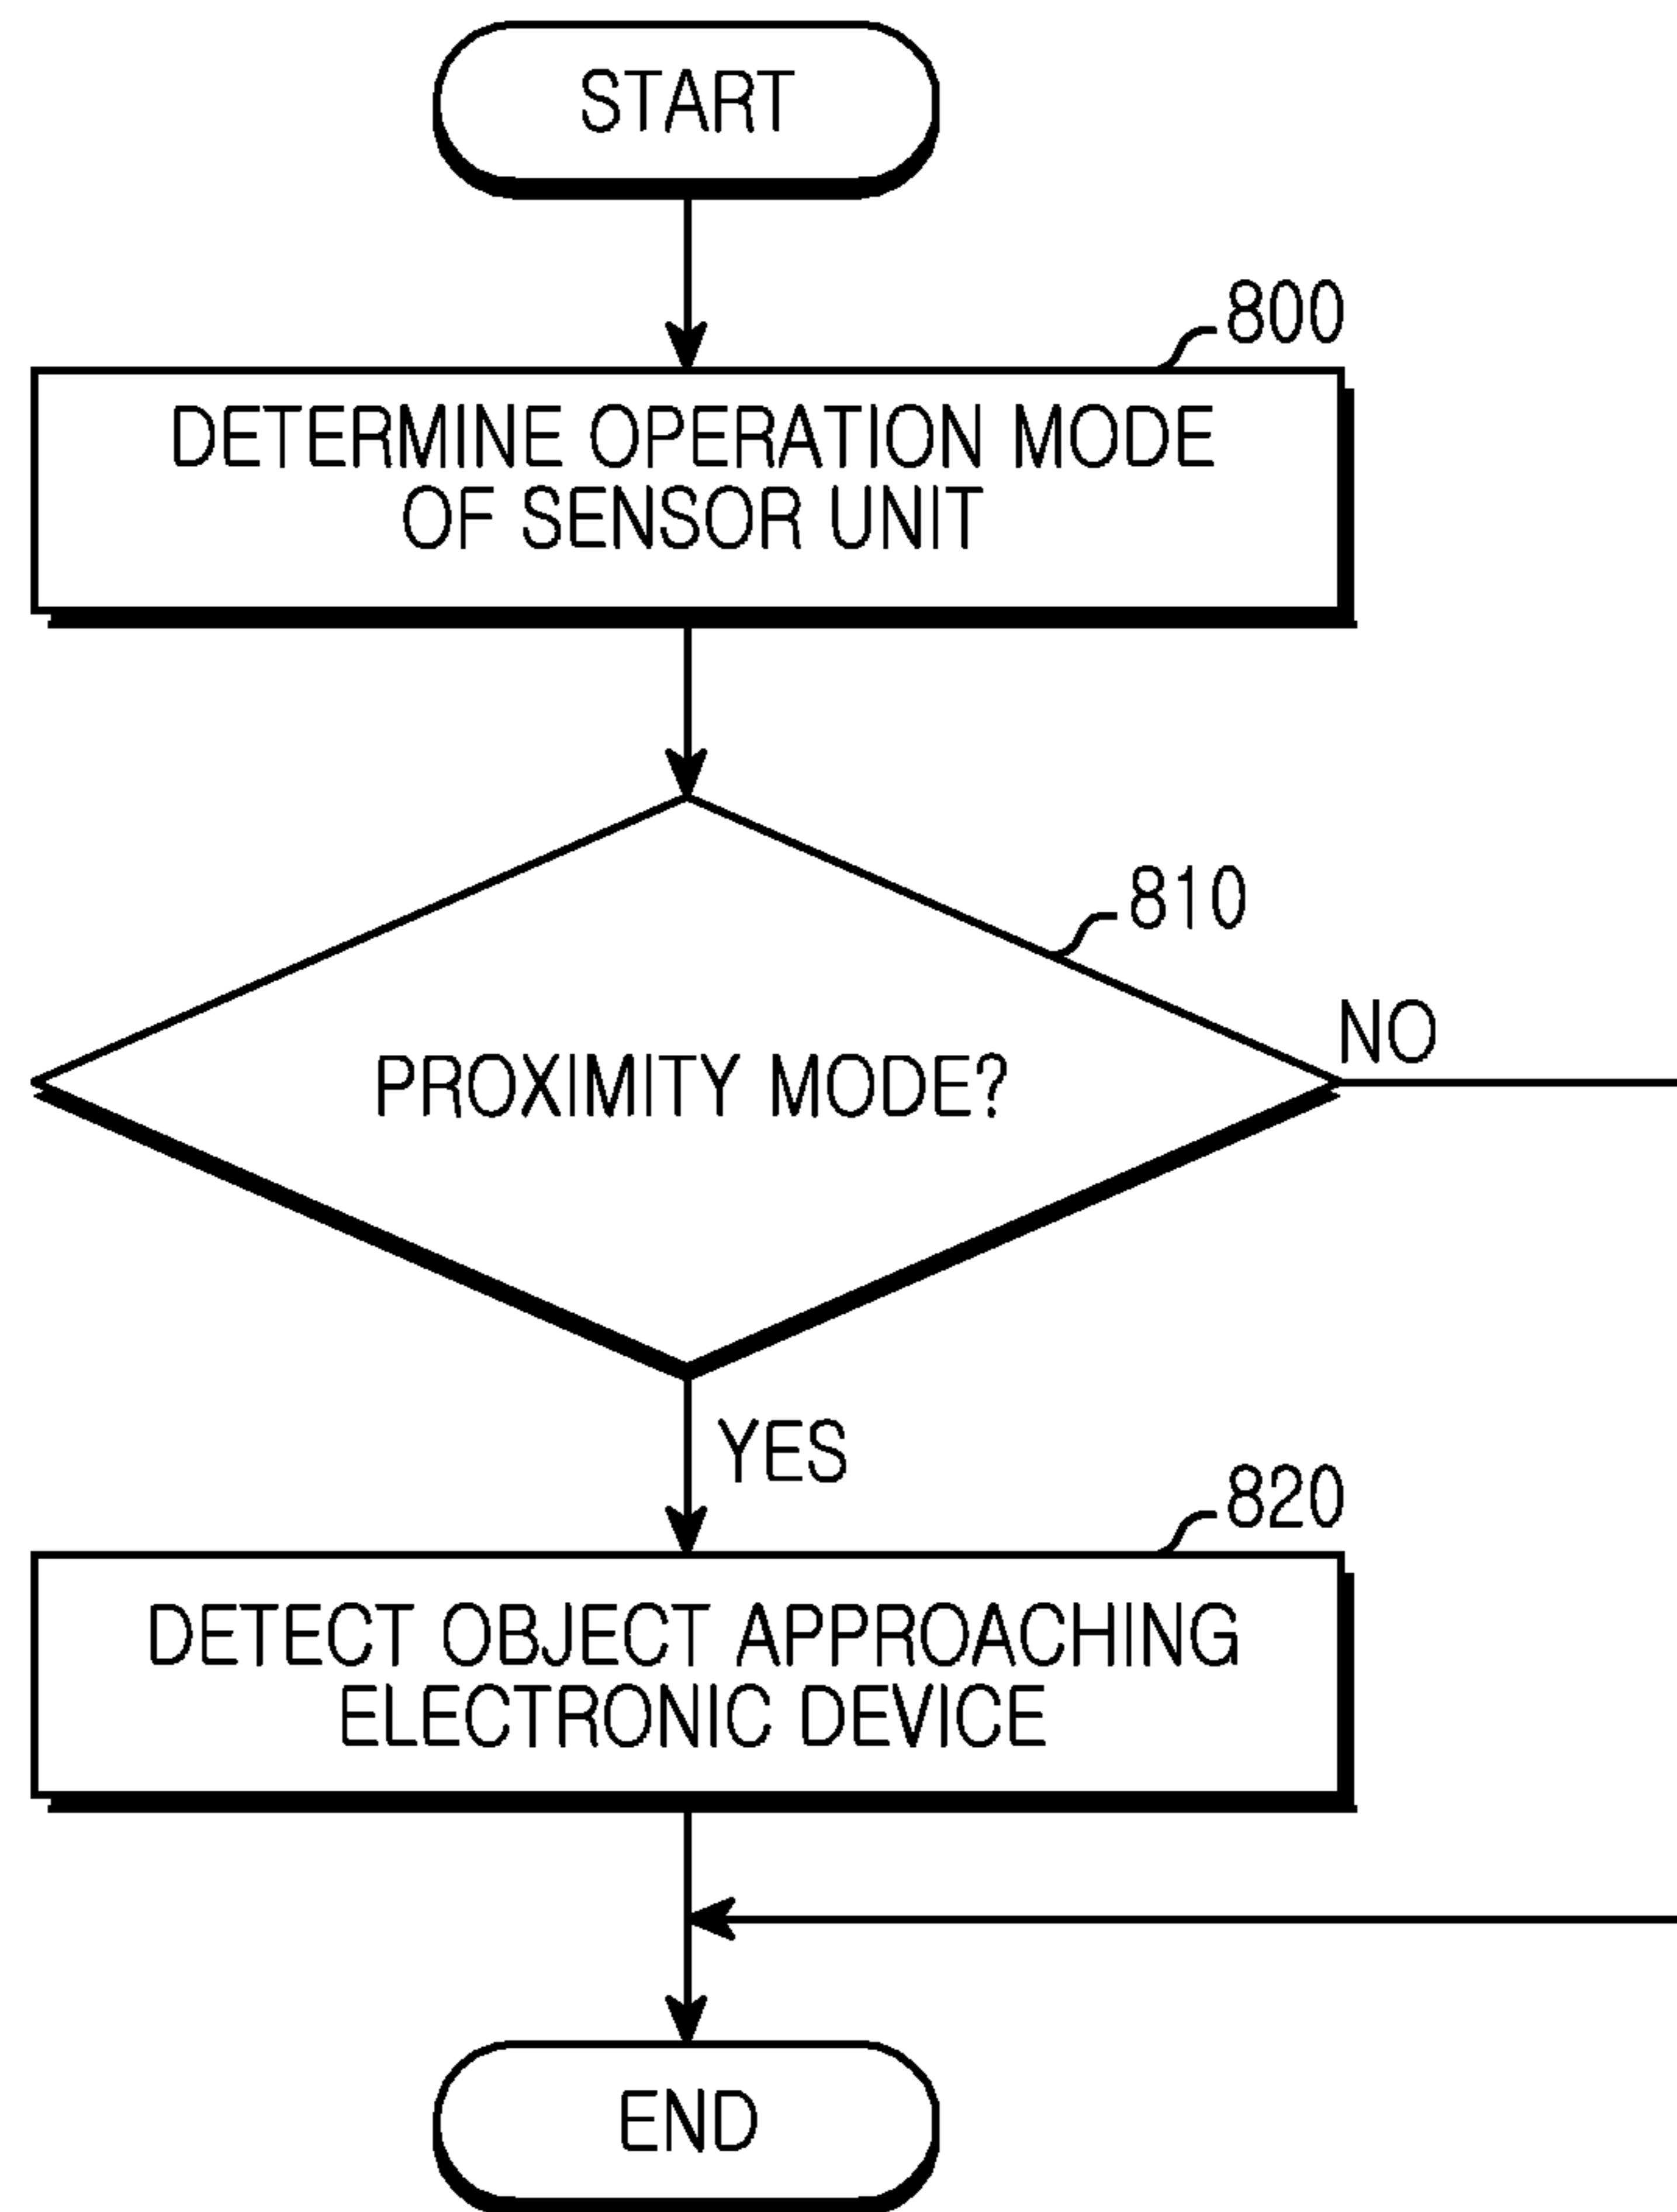 START
800
DETERMINE OPERATION MODE
OF SENSOR UNIT
810
PROXIMITY MODE?
NO
YES
820
DETECT OBJECT APPROACHING
ELECTRONIC DEVICE
END